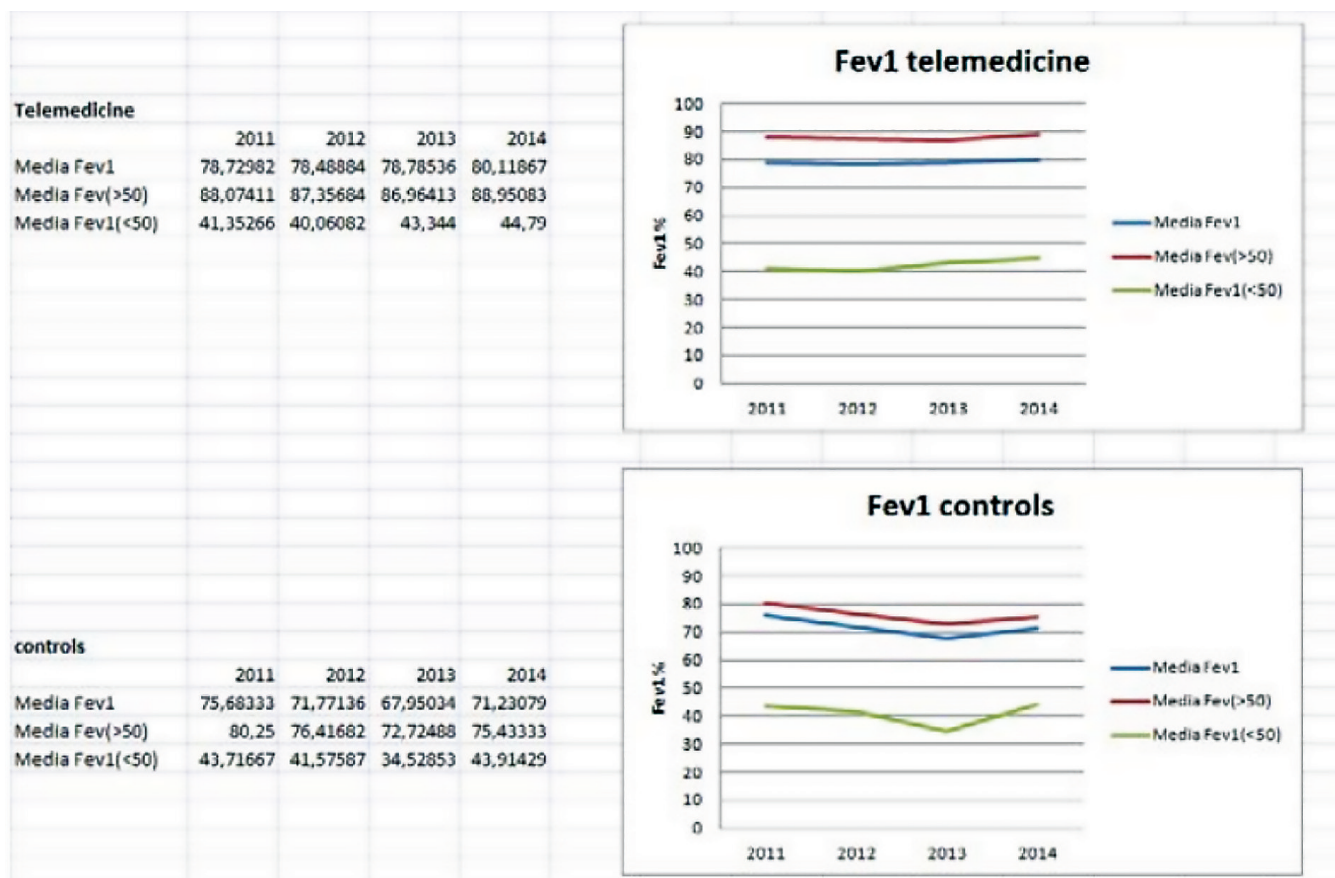 Telemedicine
2011 2012 2013 2014
Media Fev1 78,72982 78,48884 78,78536 80,11867
Media Fev(>50) 88,07411 87,35684 86,96413 88,95083
Media Fev1(<50) 41,35266 40,06082 43,344 44,79
Fev1 telemedicine
Fev1%
100
90
80
70
60
50
40
30
20
10
0
2011 2012 2013 2014
Media Fev1
Media Fev(>50)
Media Fev1(<50)
controls
2011 2012 2013 2014
Media Fev1 75,68333 71,77136 67,95034 71,23079
Media Fev(>50) 80,25 76,41682 72,72488 75,43333
Media Fev1(<50) 43,71667 41,57587 34,52853 43,91429
Fev1 controls
Fev1%
100
90
80
70
60
50
40
30
20
10
0
2011 2012 2013 2014
Media Fev1
Media Fev(>50)
Media Fev1(<50)